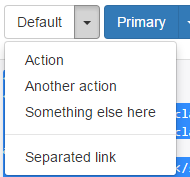 Default Primary
Action
Another action
Something else here
Separated link